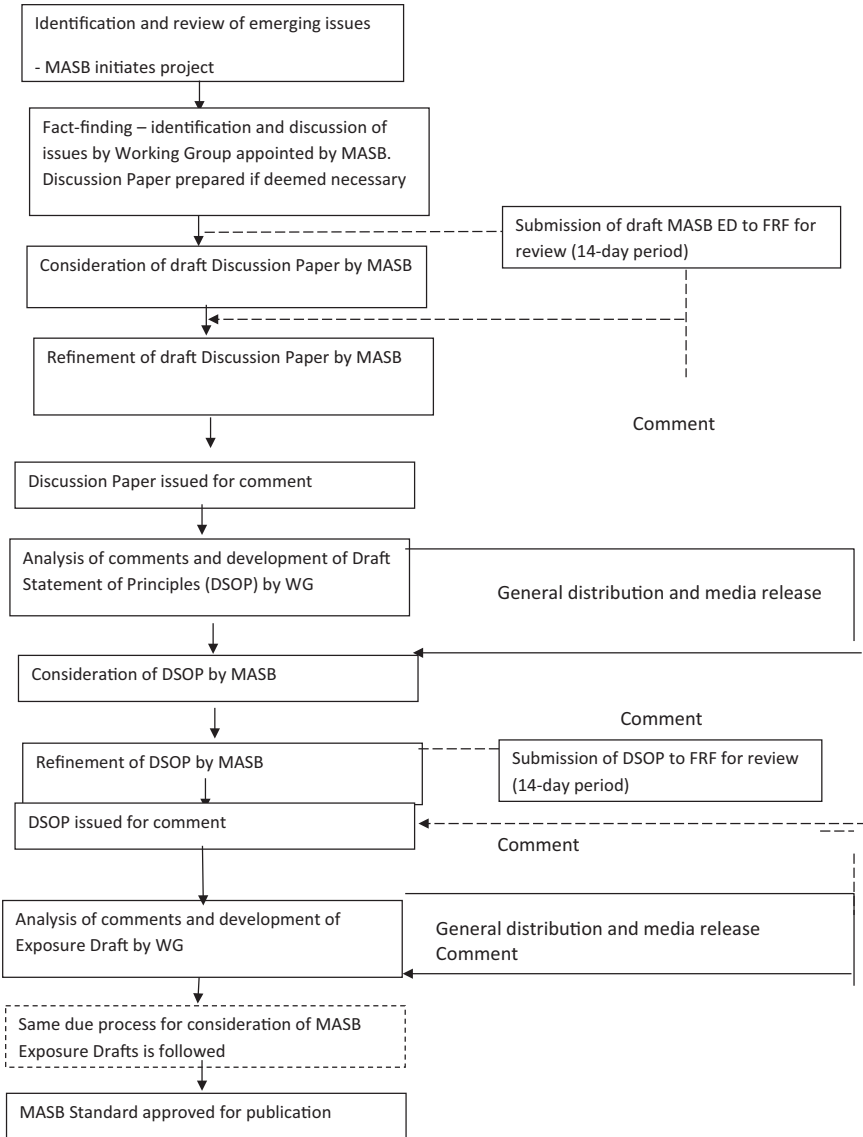 Identification and review of emerging issues
- MASB initiates project
Fact-finding – identification and discussion of
issues by Working Group appointed by MASB.
Discussion Paper prepared if deemed necessary
Submission of draft MASB ED to FRF for
review (14-day period)
Consideration of draft Discussion Paper by MASB
Refinement of draft Discussion Paper by MASB
Comment
Discussion Paper issued for comment
Analysis of comments and development of Draft
Statement of Principles (DSOP) by WG
General distribution and media release
Consideration of DSOP by MASB
Comment
Refinement of DSOP by MASB
Submission of DSOP to FRF for review
(14-day period)
DSOP issued for comment
Comment
Analysis of comments and development of
Exposure Draft by WG
General distribution and media release
Comment
Same due process for consideration of MASB
Exposure Drafts is followed
MASB Standard approved for publication